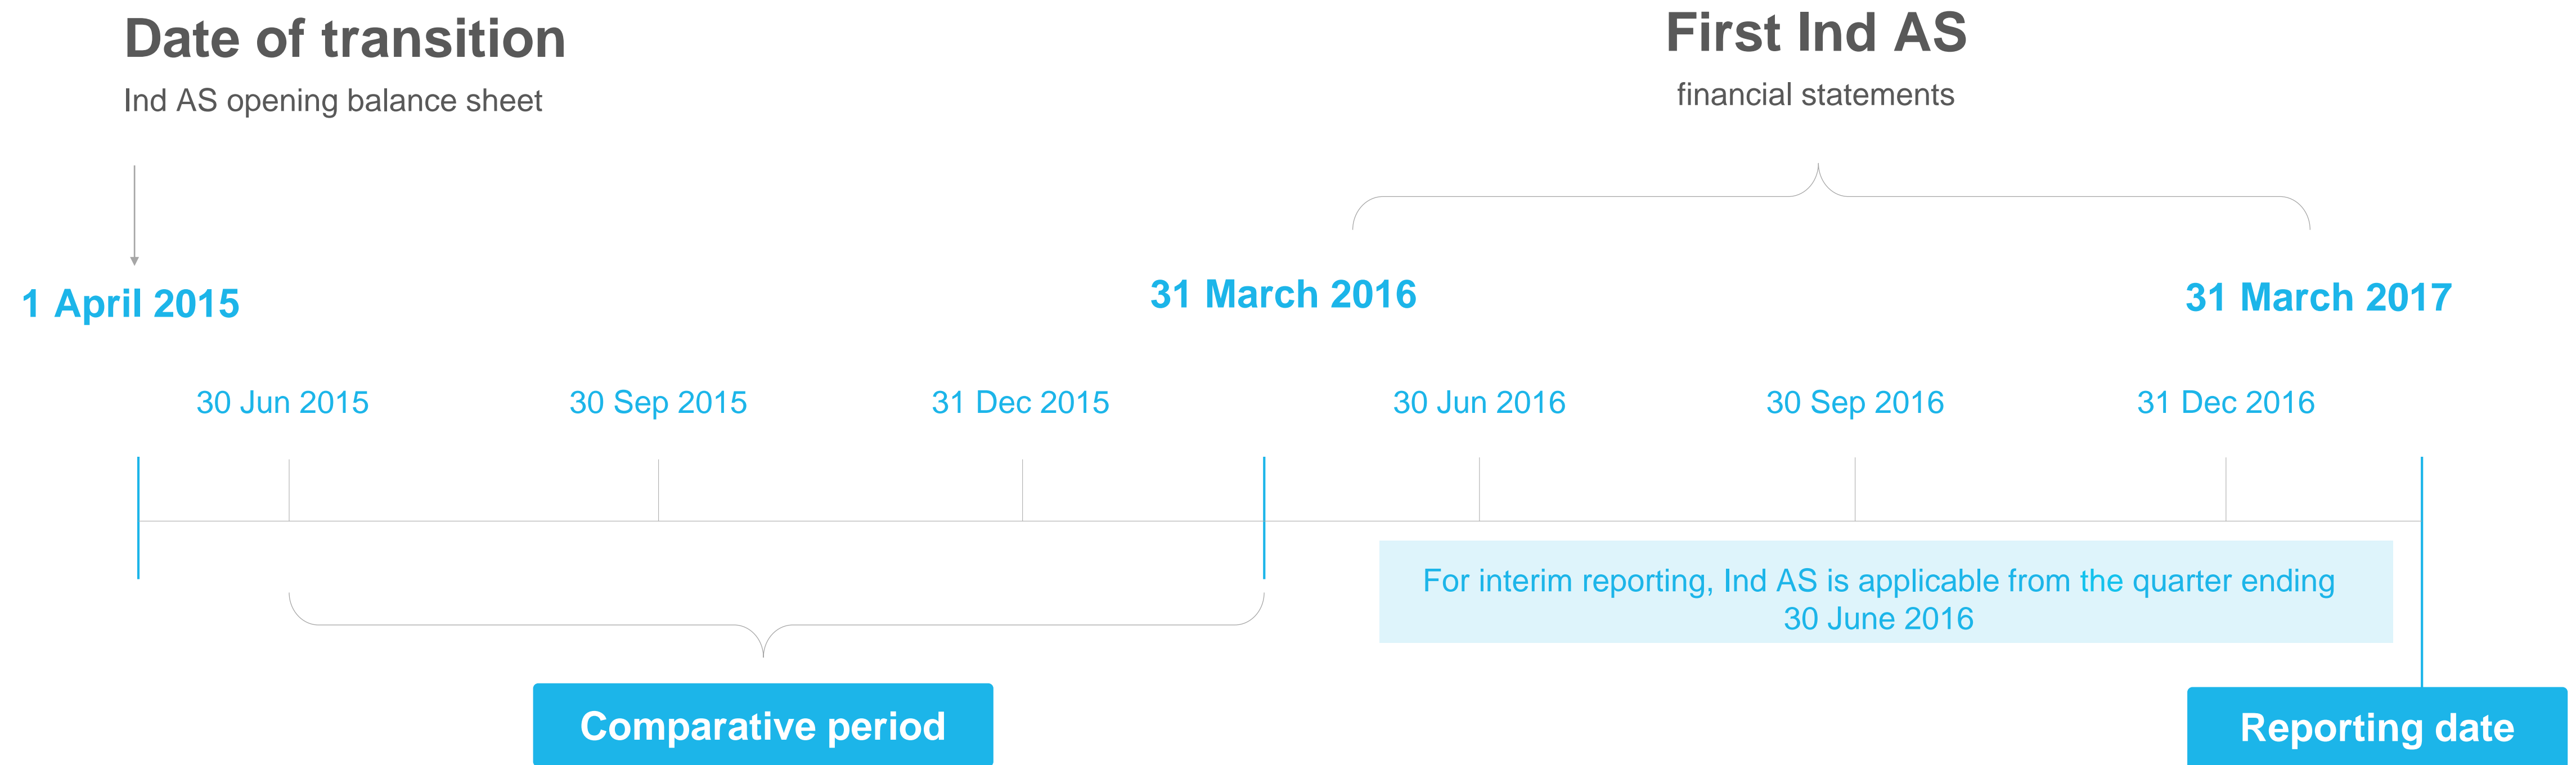 Date of transition
Ind AS opening balance sheet
First Ind AS
financial statements
1 April 2015
31 March 2016
31 March 2017
30 Jun 2015
30 Sep 2015
31 Dec 2015
30 Jun 2016
30 Sep 2016
31 Dec 2016
For interim reporting, Ind AS is applicable from the quarter ending
30 June 2016
Comparative period
Reporting date